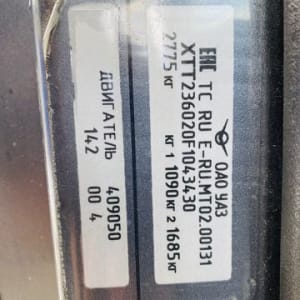 ОАО УАЗ
ЕАС TC RU E-RU.MT02.00131
XTT236020F1043430
2775 кг кг 1 1090 кг 2 1685 кг
ДВИГАТЕЛЬ 409050
142 00 4